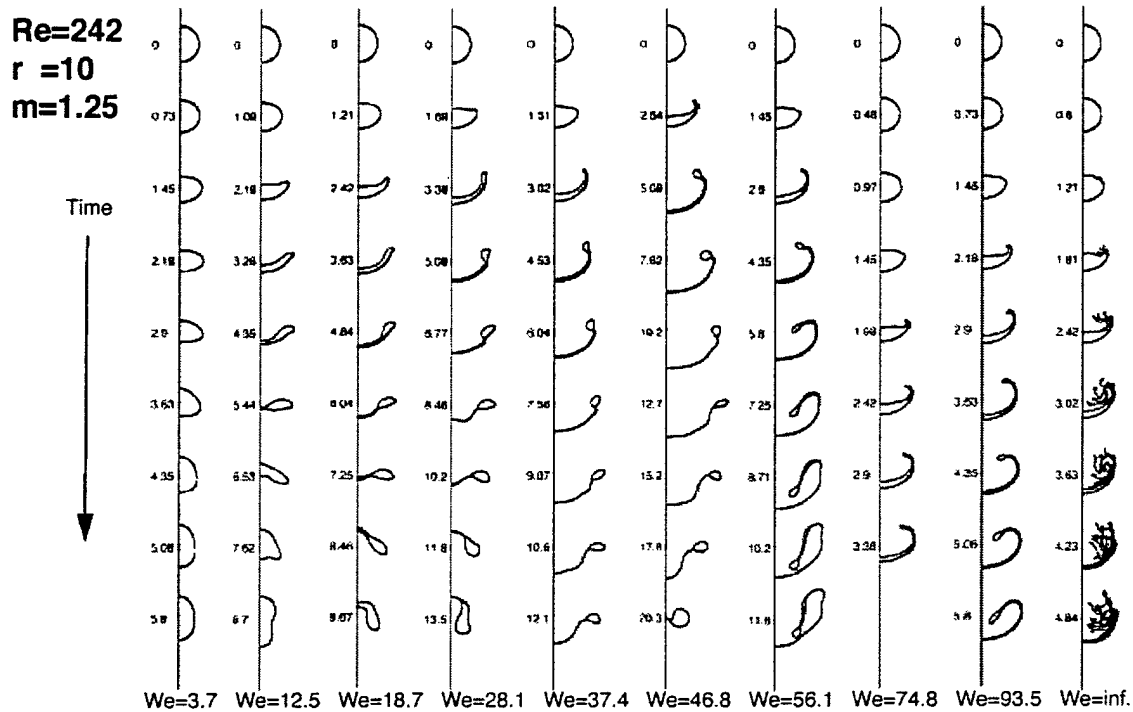 Re=242
r =10
m=1.25
Time
0 0 0 0 0 0 0 0 0 0
0.73 1.09 1.21 1.69 1.51 2.54 1.45 0.48 0.73 0.6
1.45 2.18 2.42 3.38 3.02 5.08 2.9 0.97 1.45 1.21
2.18 3.26 3.63 5.08 4.53 7.62 4.35 1.45 2.18 1.81
2.9 4.35 4.84 6.77 6.04 10.2 5.8 1.93 2.9 2.42
3.63 5.44 6.04 8.46 7.56 12.7 7.25 2.42 3.63 3.02
4.35 6.53 7.25 10.2 9.07 15.2 8.71 2.9 4.35 3.63
5.08 7.62 8.46 11.8 10.6 17.8 10.2 3.38 5.06 4.23
5.8 8.7 9.67 13.5 12.1 20.3 11.6 5.8 4.84
We=3.7 We=12.5 We=18.7 We=28.1 We=37.4 We=46.8 We=56.1 We=74.8 We=93.5 We=inf.